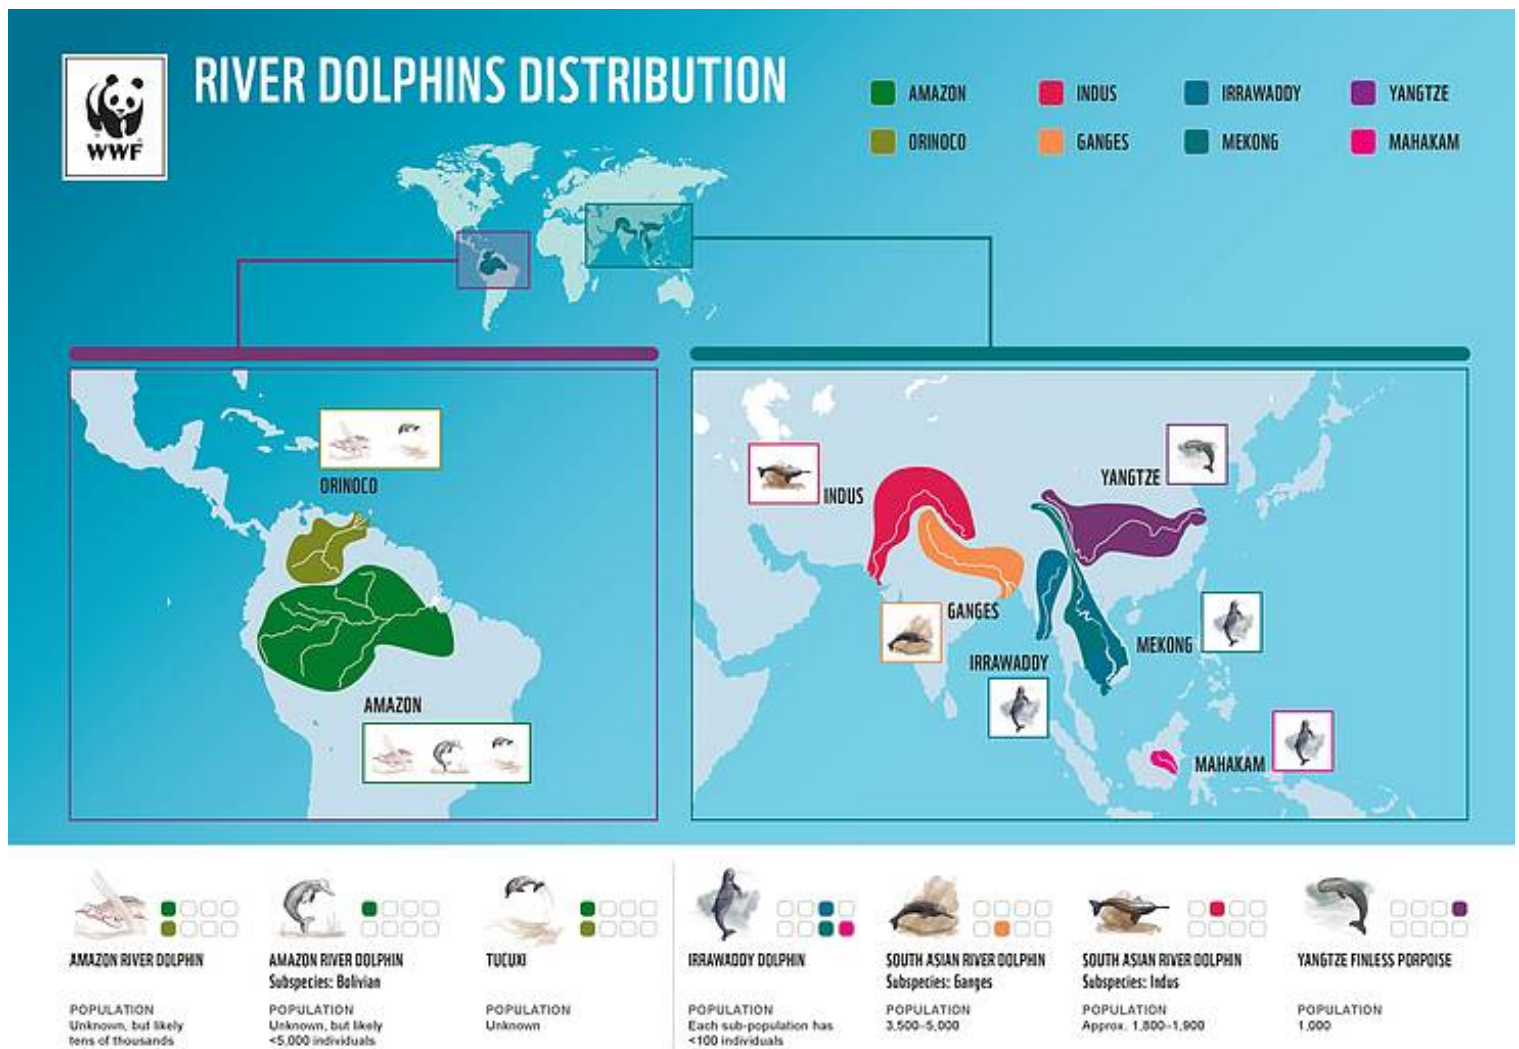 WWF
RIVER DOLPHINS DISTRIBUTION
AMAZON
INDUS
IRRAWADDY
YANGTZE
ORINOCO
GANGES
MEKONG
MAHAKAM
ORINOCO
AMAZON
INDUS
YANGTZE
GANGES
MEKONG
IRRAWADDY
MAHAKAM
AMAZON RIVER DOLPHIN
POPULATION
Unknown, but likely
tens of thousands
AMAZON RIVER DOLPHIN
Subspecies: Bolivian
POPULATION
Unknown, but likely
<5,000 individuals
TUCUXI
POPULATION
Unknown
IRRAWADDY DOLPHIN
POPULATION
Each sub-population has
<100 individuals
SOUTH ASIAN RIVER DOLPHIN
Subspecies: Ganges
POPULATION
3,500–5,000
SOUTH ASIAN RIVER DOLPHIN
Subspecies: Indus
POPULATION
Approx. 1,800–1,900
YANGTZE FINLESS PORPOISE
POPULATION
1,000